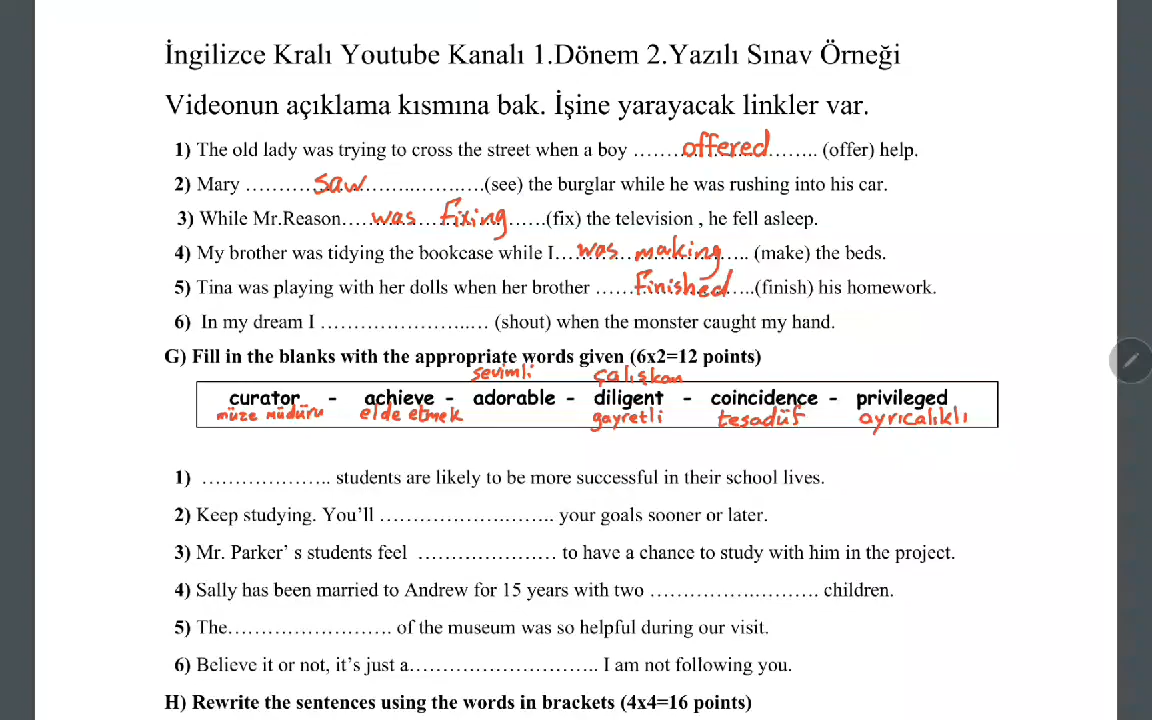 İngilizce Kralı Youtube Kanalı 1.Dönem 2.Yazılı Sınav Örneği
Videonun açıklama kısmına bak. İşine yarayacak linkler var.
1) The old lady was trying to cross the street when a boy ……offered…….. (offer) help.
2) Mary ……….saw…….…………(see) the burglar while he was rushing into his car.
3) While Mr.Reason….was fixing……(fix) the television , he fell asleep.
4) My brother was tidying the bookcase while I…was making….. (make) the beds.
5) Tina was playing with her dolls when her brother ……finished…..(finish) his homework.
6) In my dream I …………………..… (shout) when the monster caught my hand.
G) Fill in the blanks with the appropriate words given (6x2=12 points)
sevimli çalışkan
curator - achieve - adorable - diligent - coincidence - privileged
müze müdürü elde etmek gayretli tesadüf ayrıcalıklı
1) ……………….. students are likely to be more successful in their school lives.
2) Keep studying. You’ll ………………….…….. your goals sooner or later.
3) Mr. Parker’ s students feel ………………… to have a chance to study with him in the project.
4) Sally has been married to Andrew for 15 years with two …………….………. children.
5) The……………………. of the museum was so helpful during our visit.
6) Believe it or not, it’s just a……………………….. I am not following you.
H) Rewrite the sentences using the words in brackets (4x4=16 points)